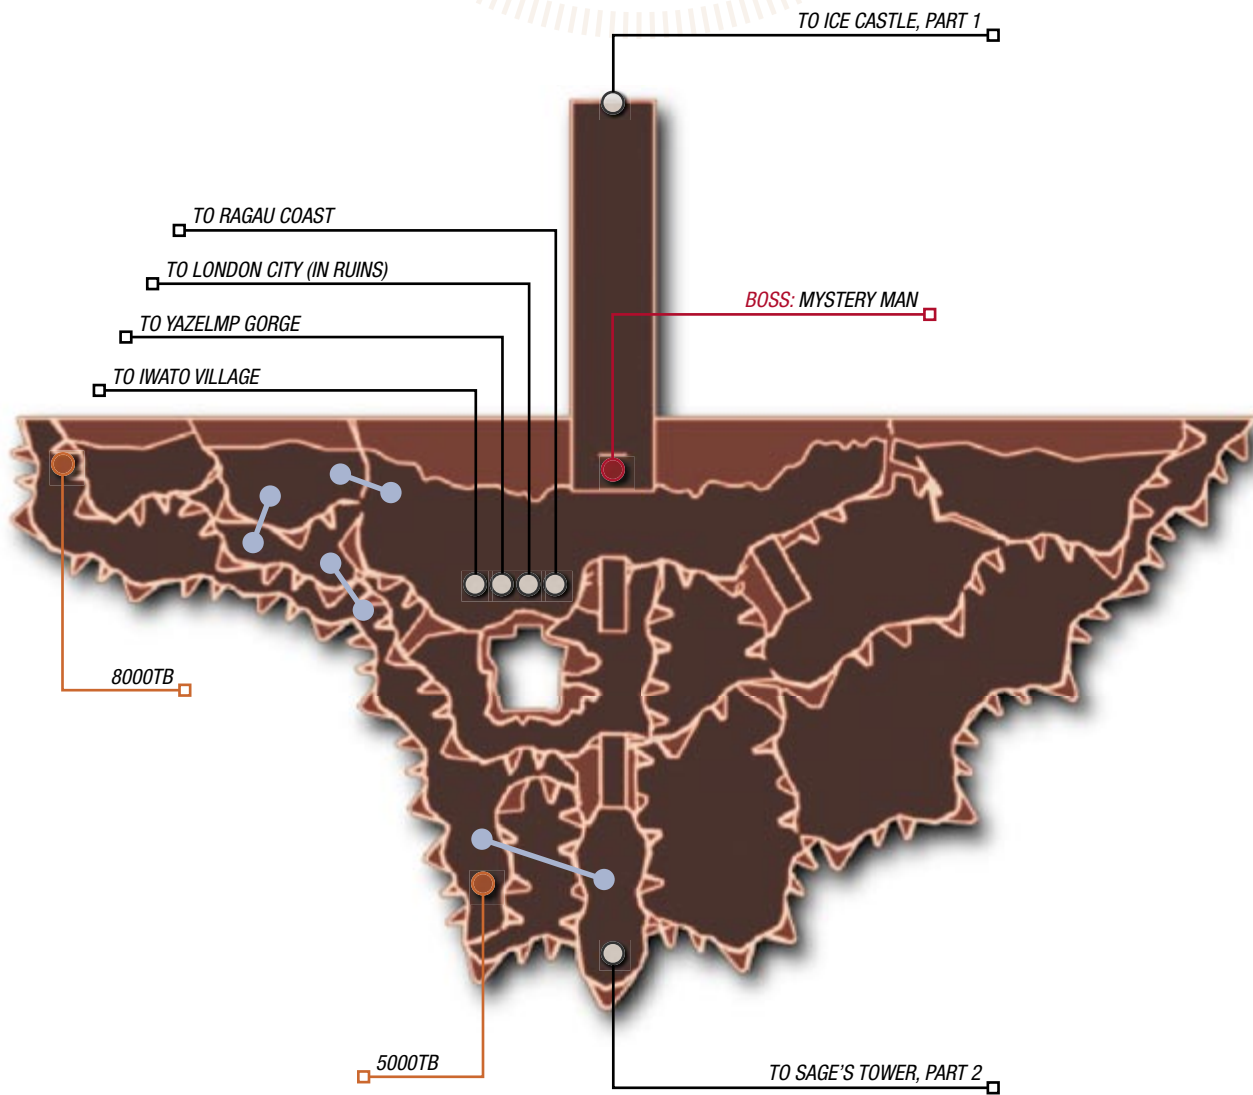 TO ICE CASTLE, PART 1
TO RAGAU COAST
TO LONDON CITY (IN RUINS)
BOSS: MYSTERY MAN
TO YAZELMP GORGE
TO IWATO VILLAGE
8000TB
5000TB
TO SAGE'S TOWER, PART 2